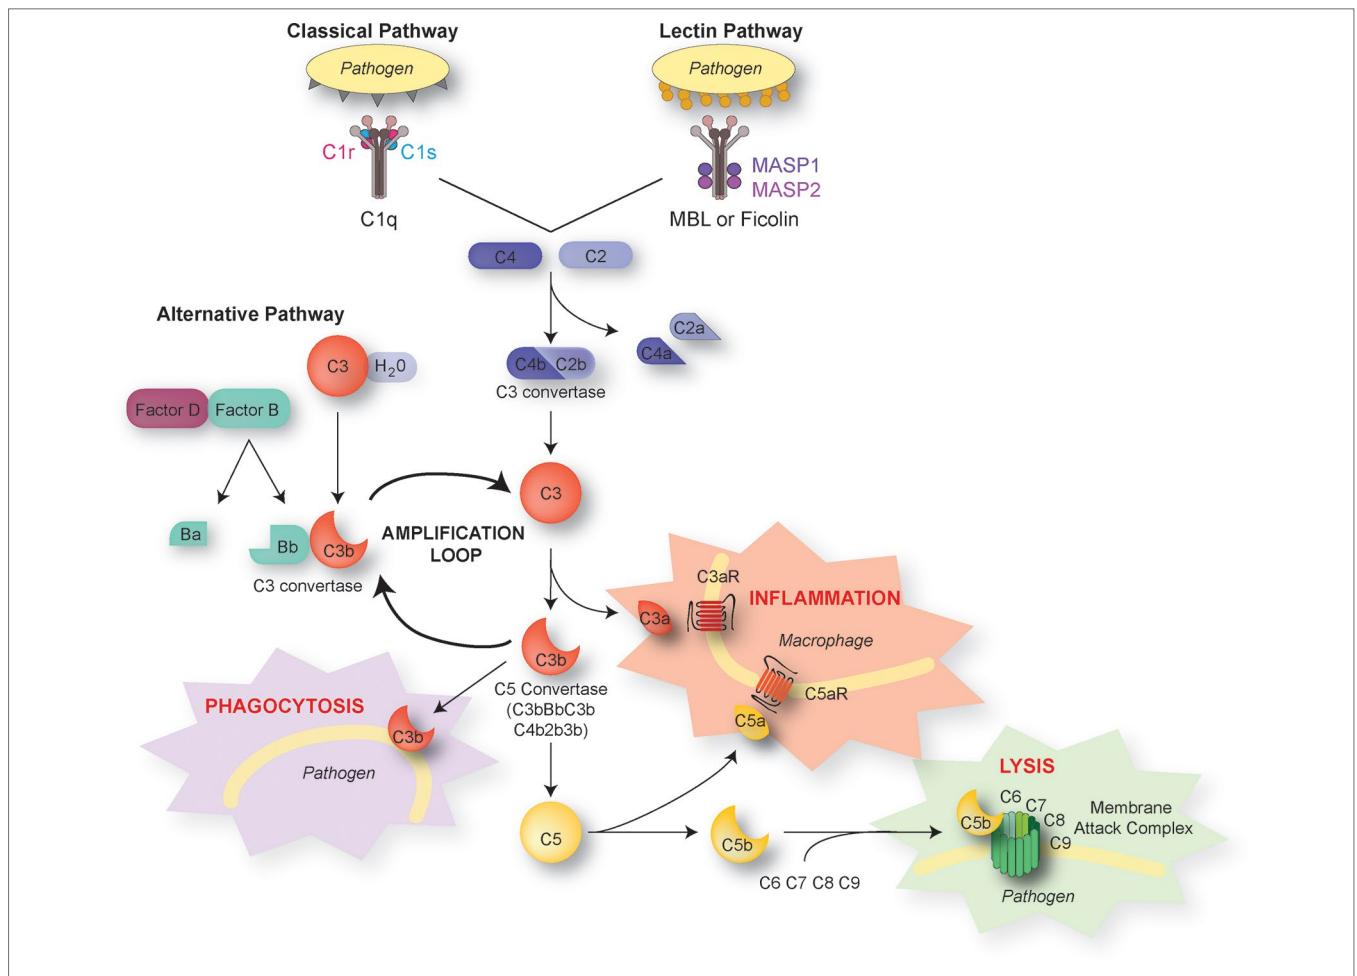 Classical Pathway
Lectin Pathway
Pathogen
Pathogen
C1r
C1s
MASP1
MASP2
C1q
MBL or Ficolin
C4
C2
Alternative Pathway
C2a
C4a
C3
H20
C4b
C2b
C3 convertase
Factor D
Factor B
C3
Ba
Bb
C3b
C3 convertase
AMPLIFICATION
LOOP
C3aR
INFLAMMATION
C3a
Macrophage
C3b
C5 Convertase
(C3bBbC3b
C4b2b3b)
C5aR
C5a
PHAGOCYTOSIS
C3b
Pathogen
LYSIS
C6
C7
C8
C9
Membrane
Attack Complex
C5b
C5
C5b
C6 C7 C8 C9
Pathogen